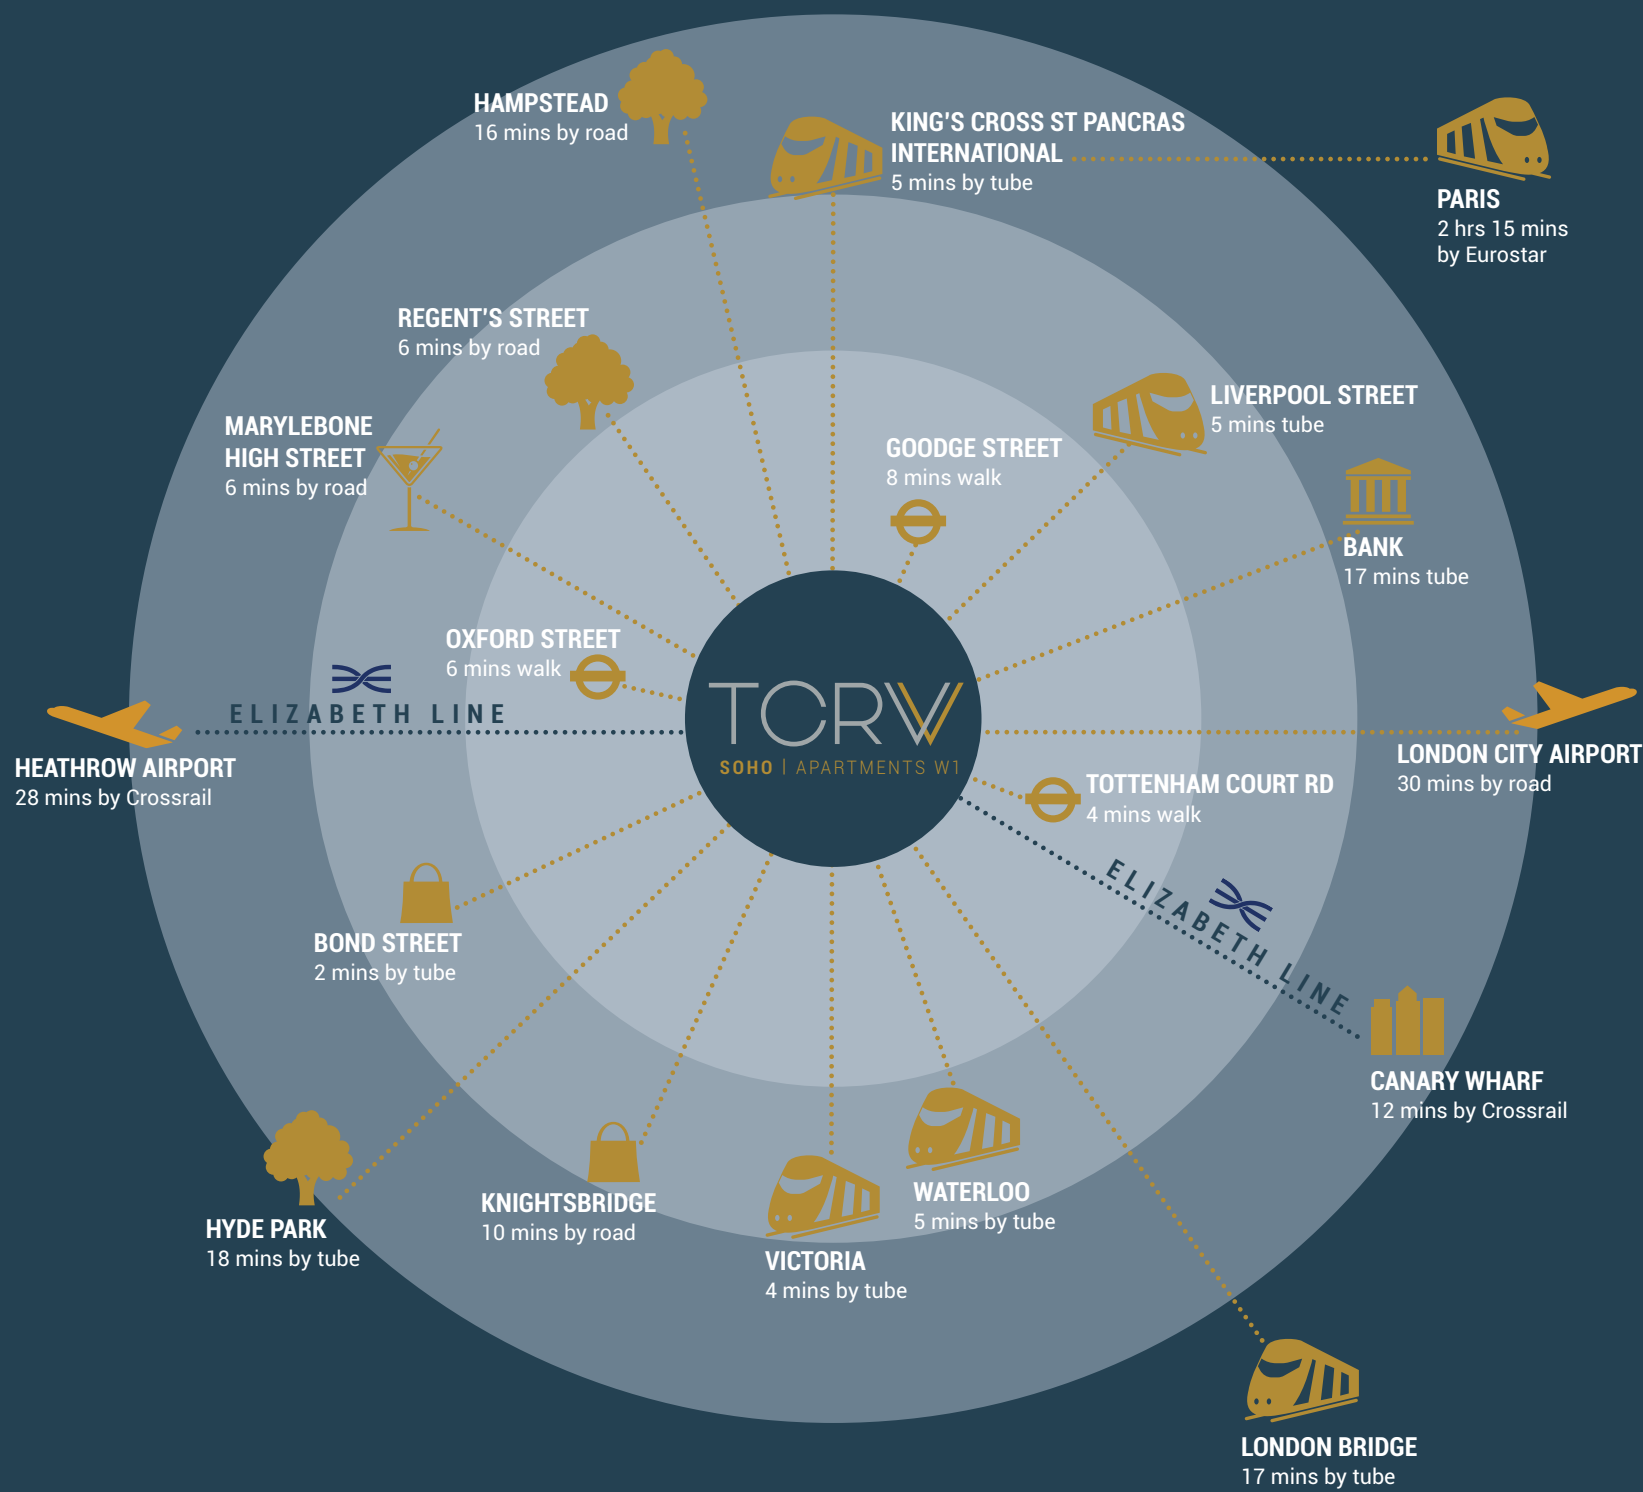 HAMPSTEAD
16 mins by road
KING'S CROSS ST PANCRAS
INTERNATIONAL
5 mins by tube
PARIS
2 hrs 15 mins
by Eurostar
REGENT'S STREET
6 mins by road
MARYLEBONE
HIGH STREET
6 mins by road
GOODGE STREET
8 mins walk
LIVERPOOL STREET
5 mins tube
BANK
17 mins tube
OXFORD STREET
6 mins walk
ELIZABETH LINE
HEATHROW AIRPORT
28 mins by Crossrail
TCRW
SOHO | APARTMENTS W1
LONDON CITY AIRPORT
30 mins by road
TOTTENHAM COURT RD
4 mins walk
ELIZABETH LINE
CANARY WHARF
12 mins by Crossrail
BOND STREET
2 mins by tube
HYDE PARK
18 mins by tube
KNIGHTSBRIDGE
10 mins by road
VICTORIA
4 mins by tube
WATERLOO
5 mins by tube
LONDON BRIDGE
17 mins by tube